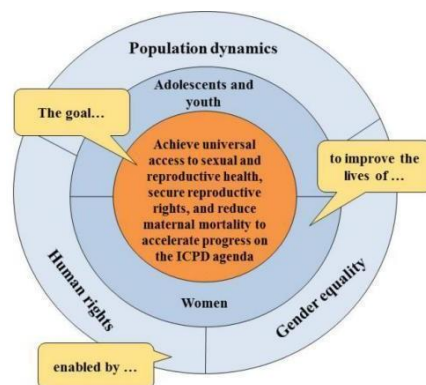 Population dynamics
Adolescents and
youth
The goal...
Achieve universal
access to sexual and
reproductive health,
secure reproductive
rights, and reduce
maternal mortality to
accelerate progress on
the ICPD agenda
to improve the
lives of ...
Women
Human rights
Gender equality
enabled by ...